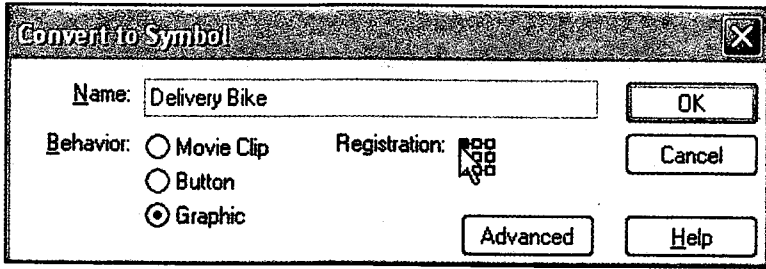 Convert to Symbol
Name: Delivery Bike
OK
Behavior: Movie Clip
Registration:
Cancel
Button
Graphic
Advanced
Help